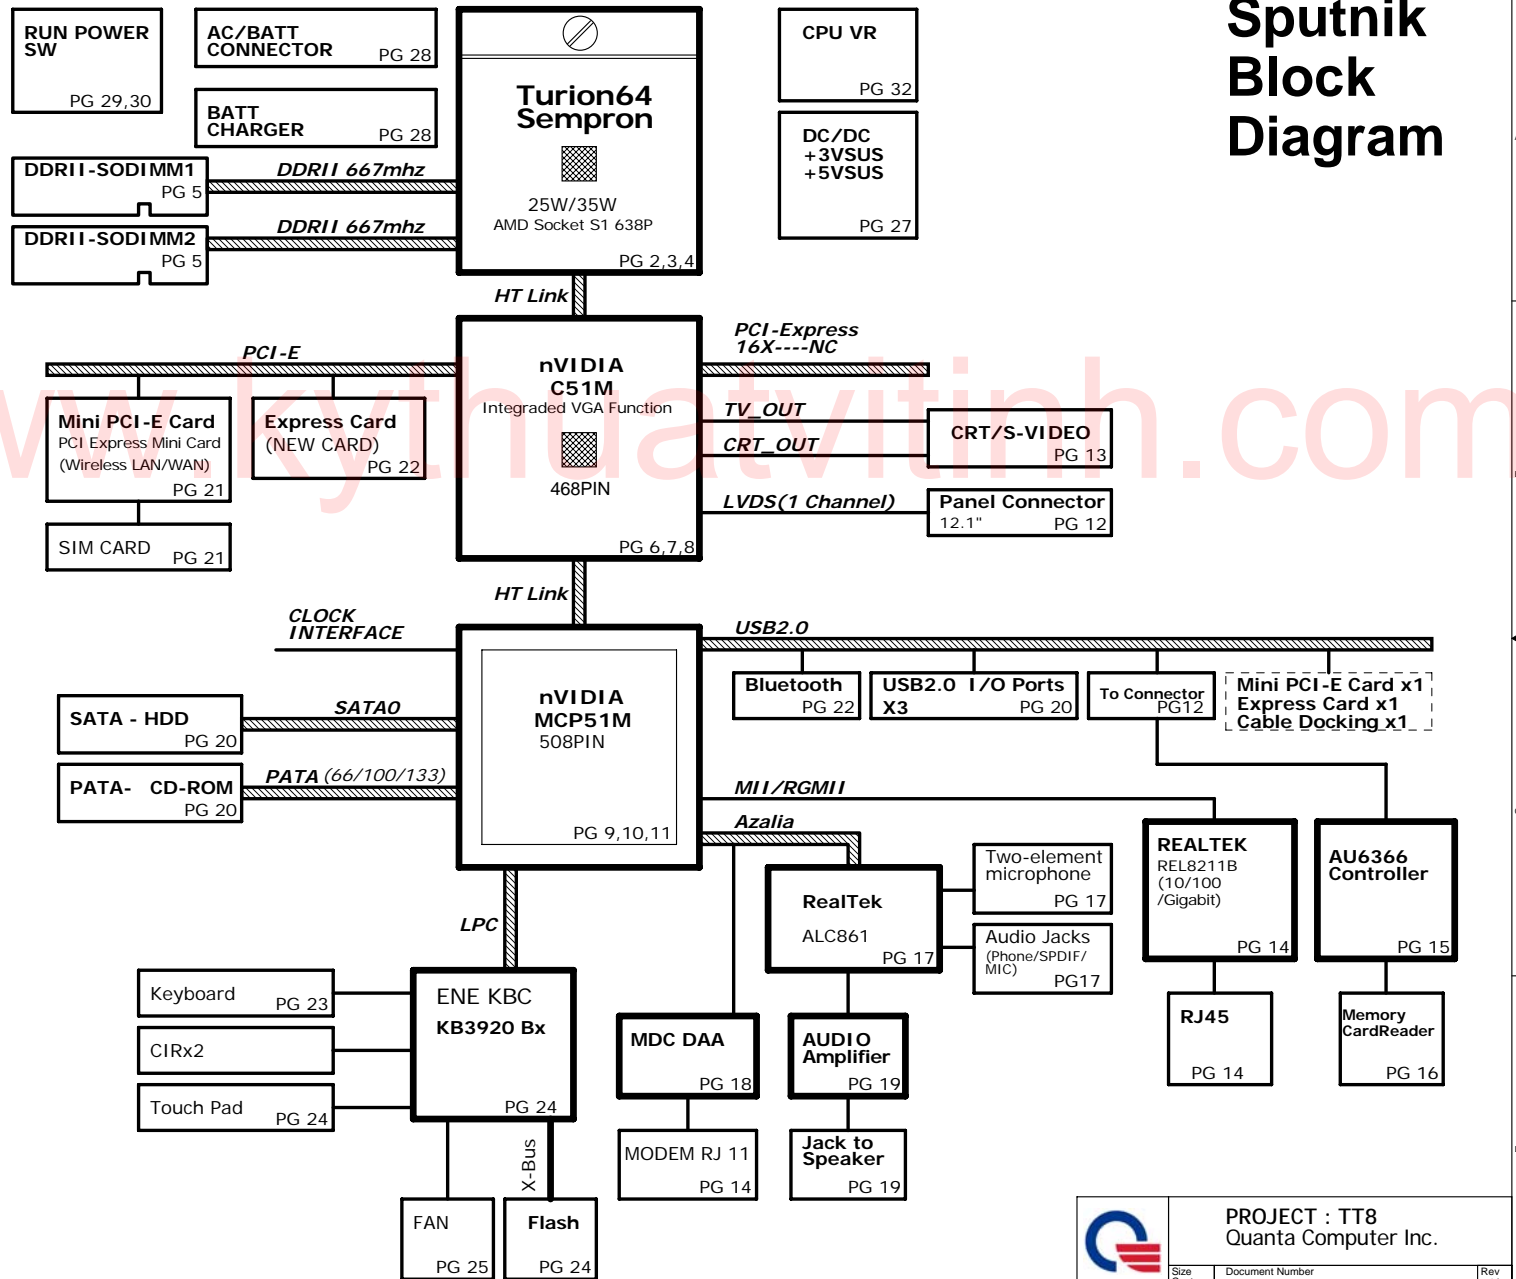 Sputnik
Block
Diagram
RUN POWER
SW
PG 29,30
AC/BATT
CONNECTOR
PG 28
BATT
CHARGER
PG 28
Turion64
Sempron
25W/35W
AMD Socket S1 638P
PG 2,3,4
CPU VR
PG 32
DC/DC
+3VSUS
+5VSUS
PG 27
DDRII-SODIMM1
PG 5
DDRII 667mhz
DDRII-SODIMM2
PG 5
DDRII 667mhz
HT Link
PCI-E
nVIDIA
C51M
Integraded VGA Function
468PIN
PG 6,7,8
PCI-Express
16X----NC
TV_OUT
CRT_OUT
CRT/S-VIDEO
PG 13
LVDS(1 Channel)
Panel Connector
12.1"
PG 12
Mini PCI-E Card
PCI Express Mini Card
(Wireless LAN/WAN)
PG 21
Express Card
(NEW CARD)
PG 22
SIM CARD
PG 21
www.kythuatvitinh.com
HT Link
CLOCK
INTERFACE
nVIDIA
MCP51M
508PIN
PG 9,10,11
USB2.0
Bluetooth
PG 22
USB2.0 I/O Ports
X3
PG 20
To Connector
PG12
Mini PCI-E Card x1
Express Card x1
Cable Docking x1
SATA - HDD
PG 20
SATA0
PATA- CD-ROM
PG 20
PATA (66/100/133)
MII/RGMII
Azalia
RealTek
ALC861
PG 17
Two-element
microphone
PG 17
Audio Jacks
(Phone/SPDIF/
MIC)
PG17
REALTEK
REL8211B
(10/100
/Gigabit)
PG 14
AU6366
Controller
PG 15
LPC
ENE KBC
KB3920 Bx
PG 24
Keyboard
PG 23
CIRx2
Touch Pad
PG 24
MDC DAA
PG 18
AUDIO
Amplifier
PG 19
RJ45
PG 14
Memory
CardReader
PG 16
MODEM RJ 11
PG 14
Jack to
Speaker
PG 19
X-Bus
FAN
PG 25
Flash
PG 24
PROJECT : TT8
Quanta Computer Inc.
Size
Document Number
Rev